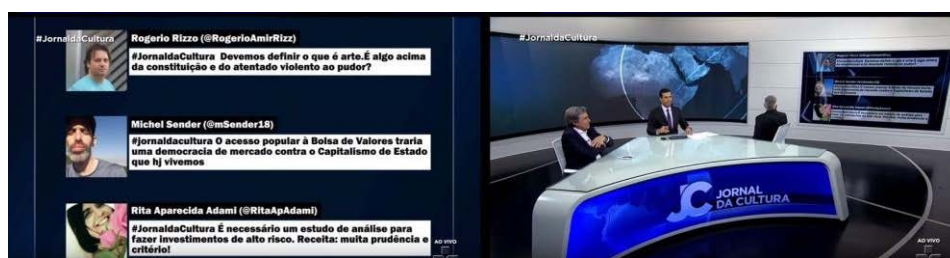 #JornaldaCultura
Rogerio Rizzo (@RogerioAmirRizz)
#JornaldaCultura Devemos definir o que é arte.É algo acima
da constituição e do atentado violento ao pudor?
Michel Sender (@mSender18)
#jornaldacultura O acesso popular à Bolsa de Valores traria
uma democracia de mercado contra o Capitalismo de Estado
que hj vivemos
Rita Aparecida Adami (@RitaApAdami)
#JornaldaCultura É necessário um estudo de análise para
fazer investimentos de alto risco. Receita: muita prudência e
critério!
AO VIVO
#JornaldaCultura
JC JORNAL
DA CULTURA
AO VIVO